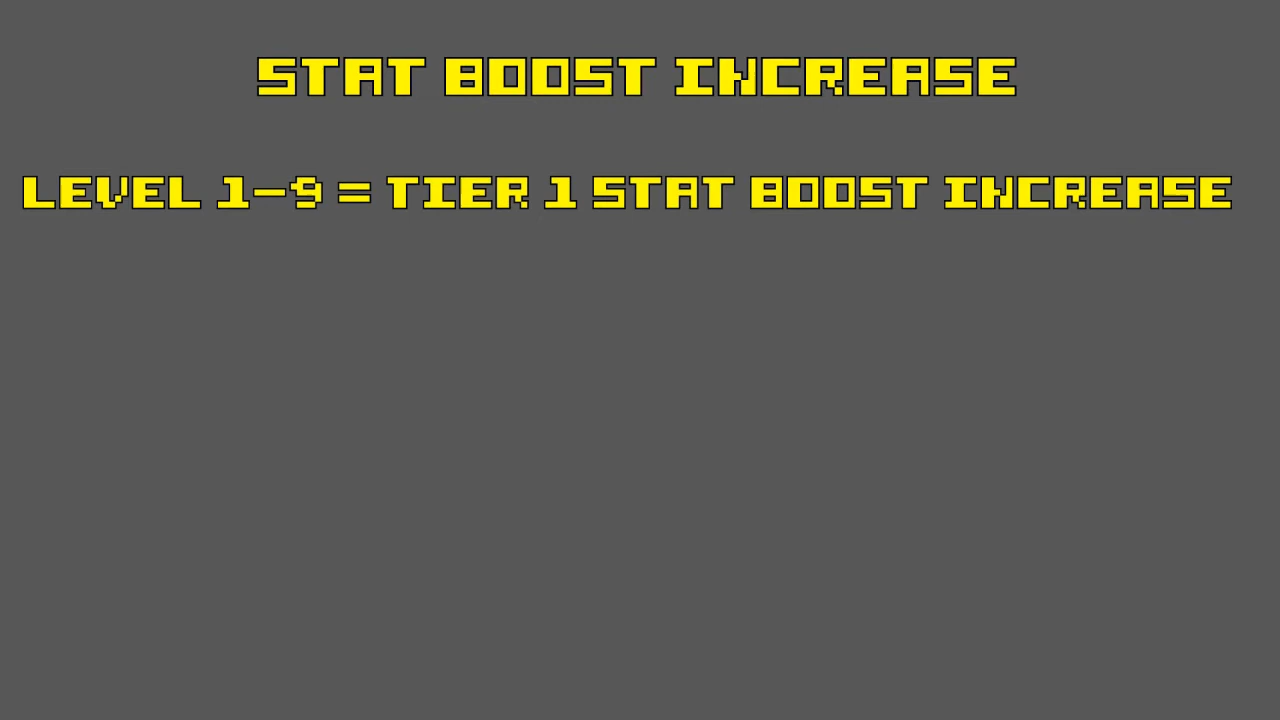 STAT BOOST INCREASE
LEVEL 1-9 = TIER 1 STAT BOOST INCREASE